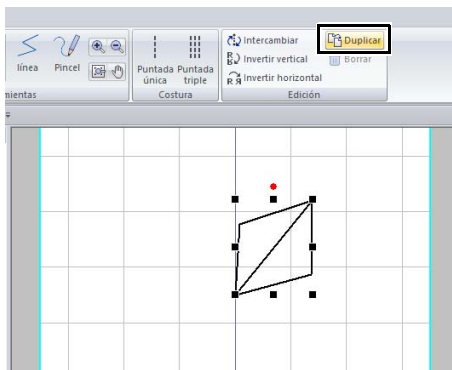 Intercambiar
Duplicar
línea
Pincel
Puntada única
Puntada triple
Invertir vertical
Borrar
Invertir horizontal
mientas
Costura
Edición